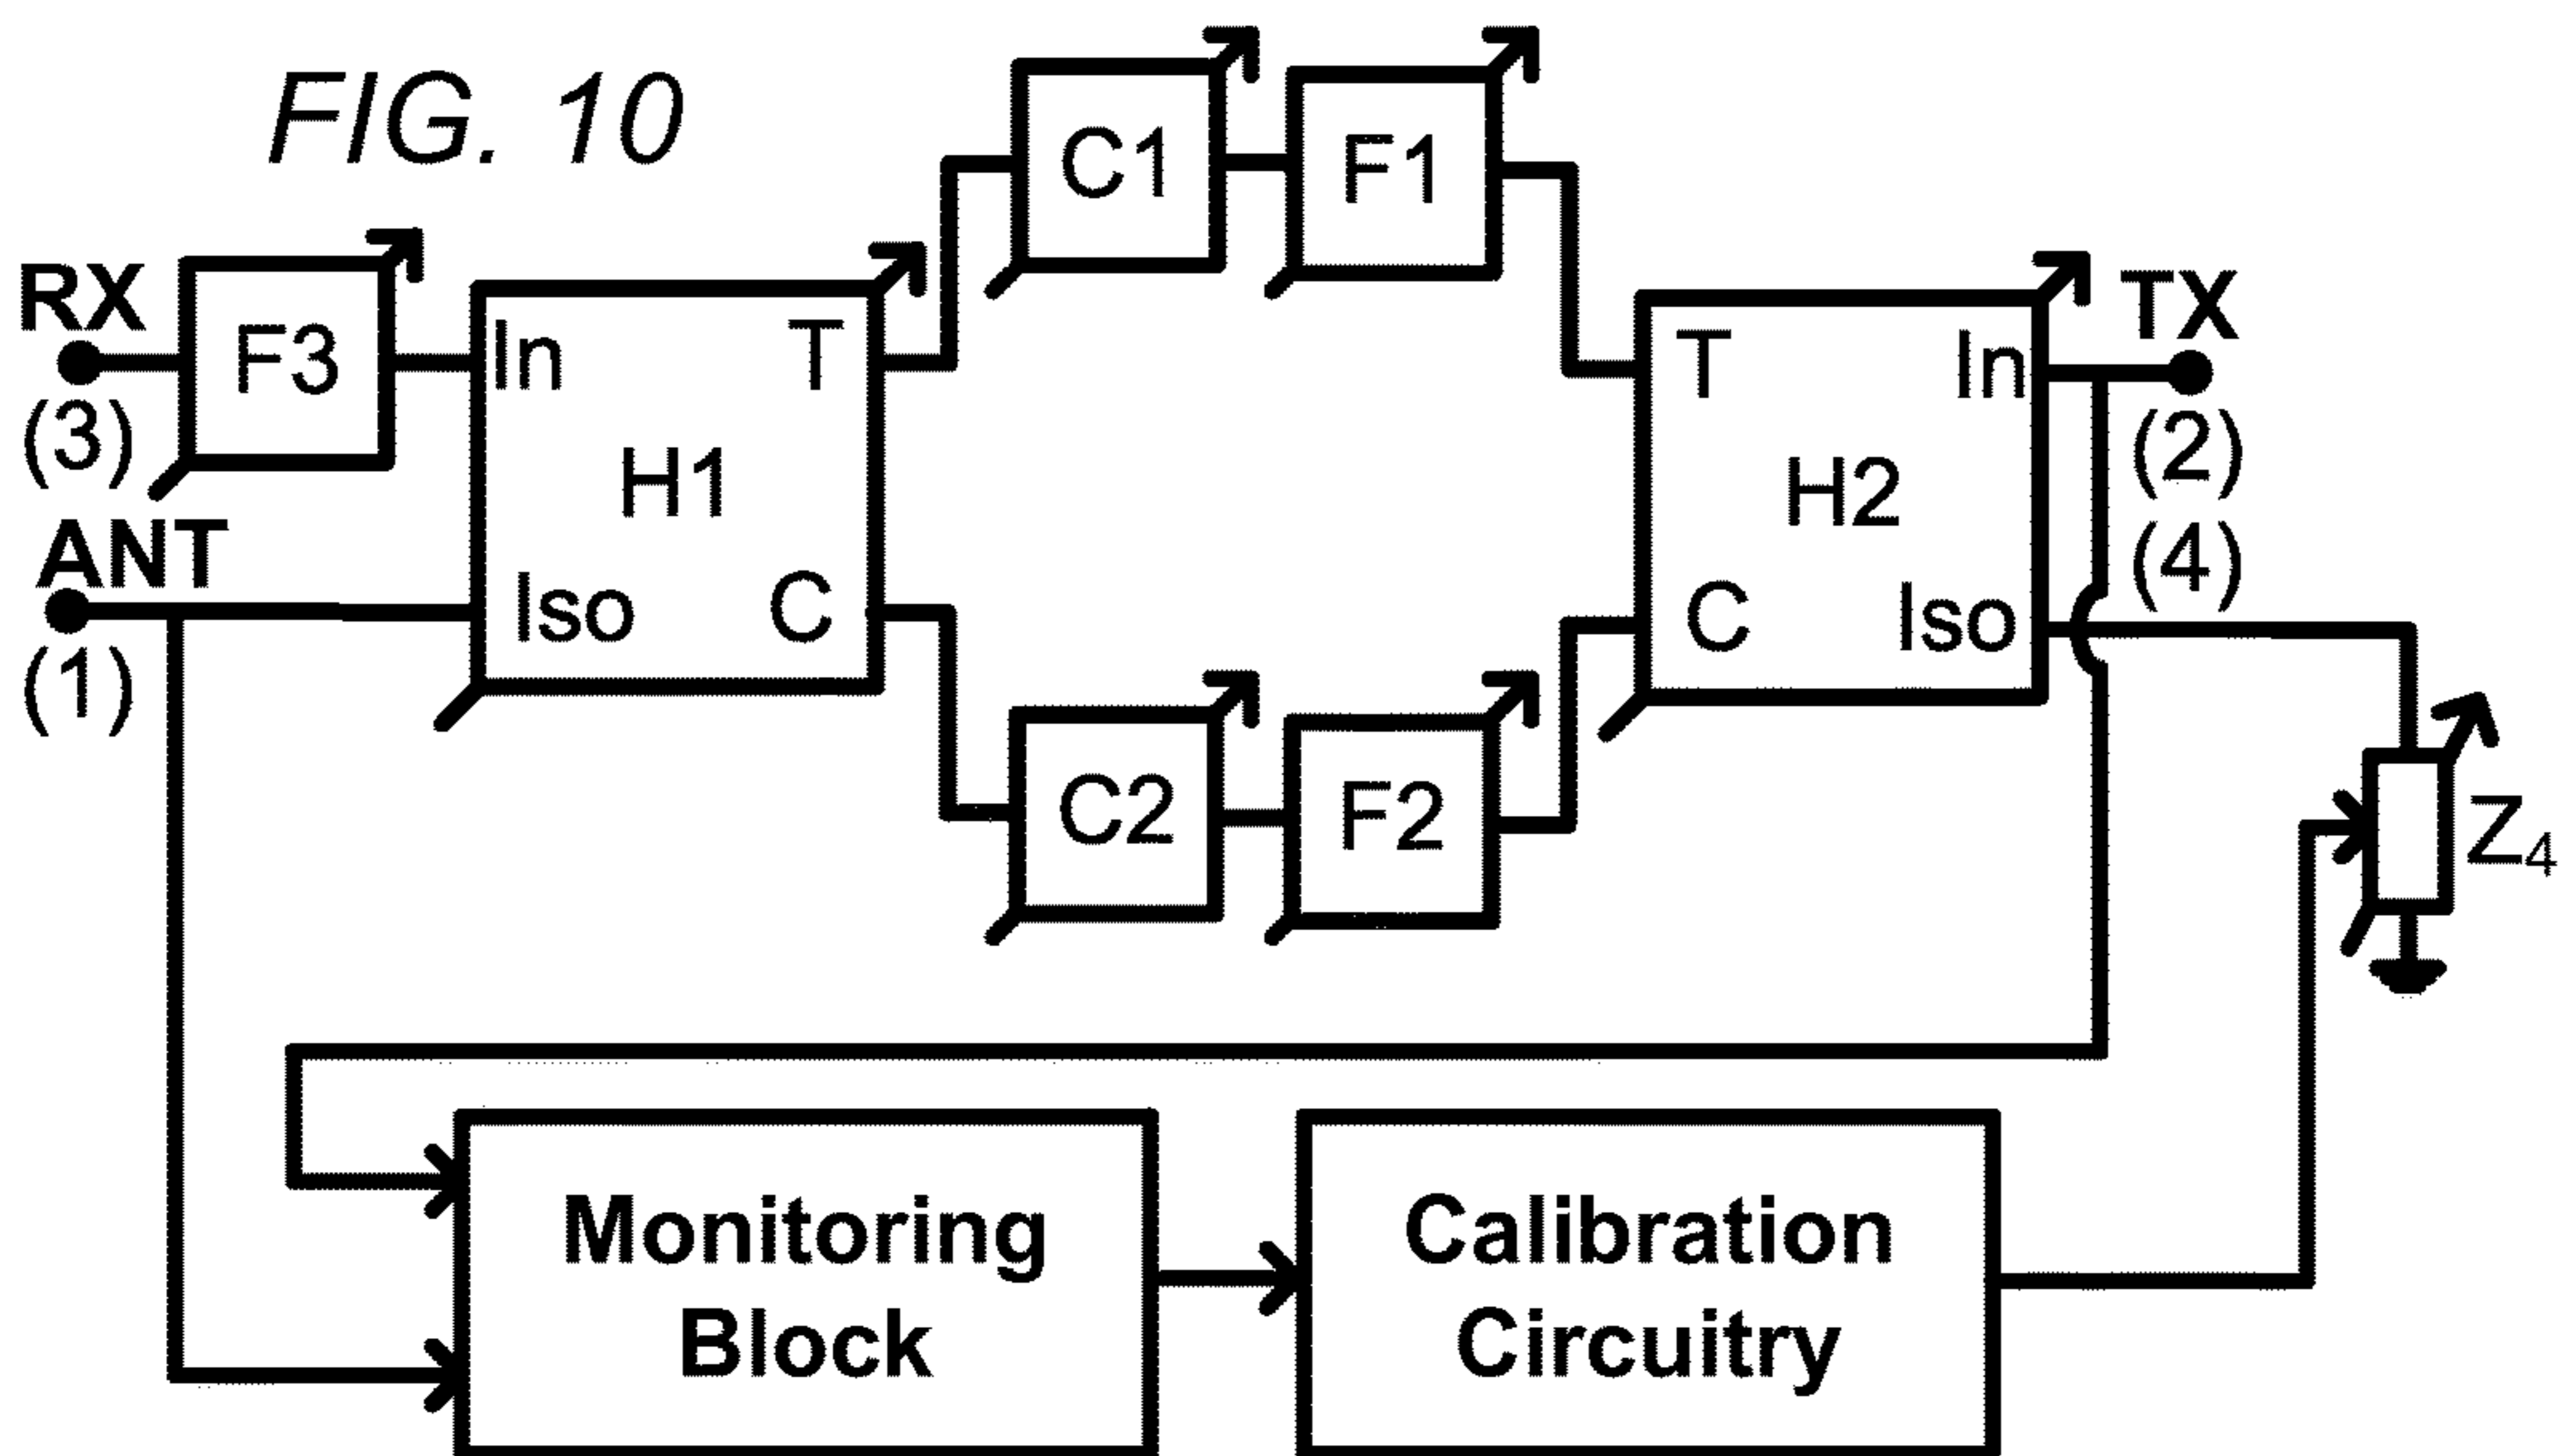 FIG. 10
C1
F1
RX
F3
(3)
In
T
H1
Iso
C
ANT
(1)
T
In
H2
C
Iso
TX
(2)
(4)
C2
F2
Z4
Monitoring
Block
Calibration
Circuitry